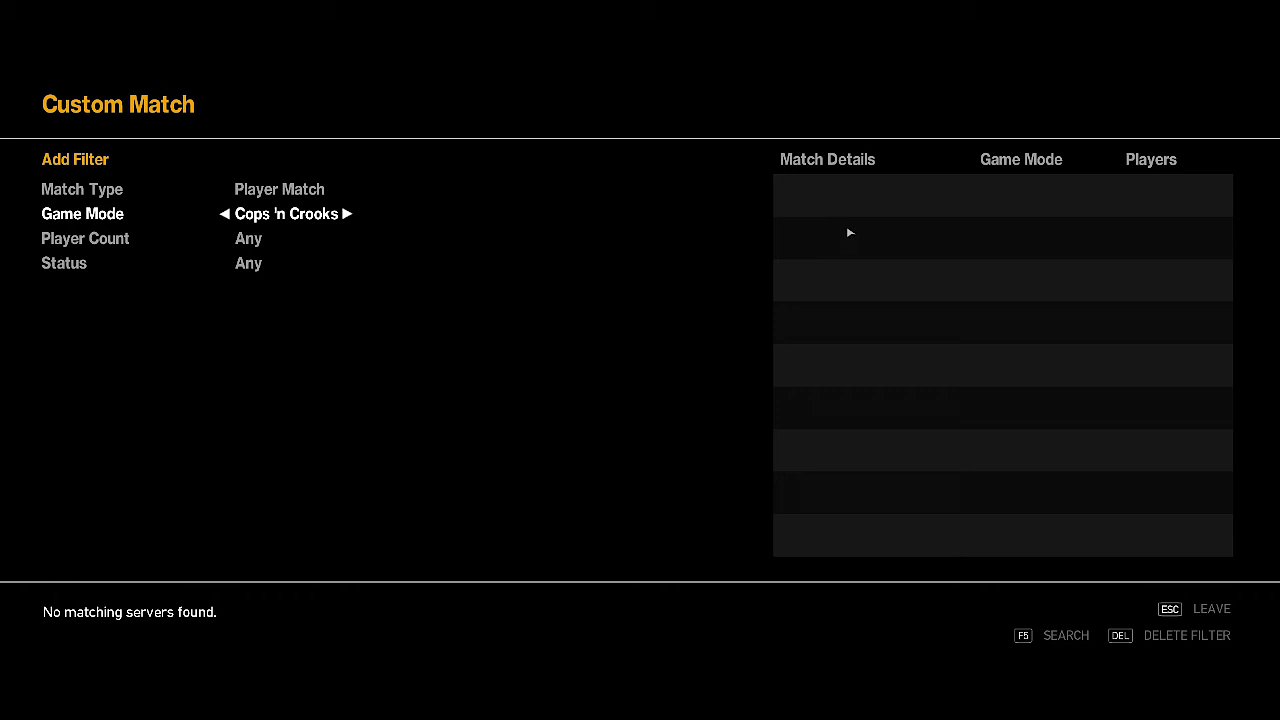 Custom Match
Add Filter
Match Type Player Match
Game Mode Cops 'n Crooks
Player Count Any
Status Any
Match Details Game Mode Players
No matching servers found.
ESC LEAVE
F5 SEARCH DEL DELETE FILTER